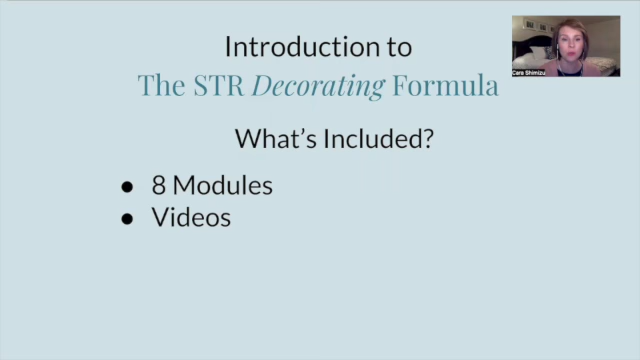 Introduction to
The STR Decorating Formula
What's Included?
● 8 Modules
● Videos
Cara Shimizu